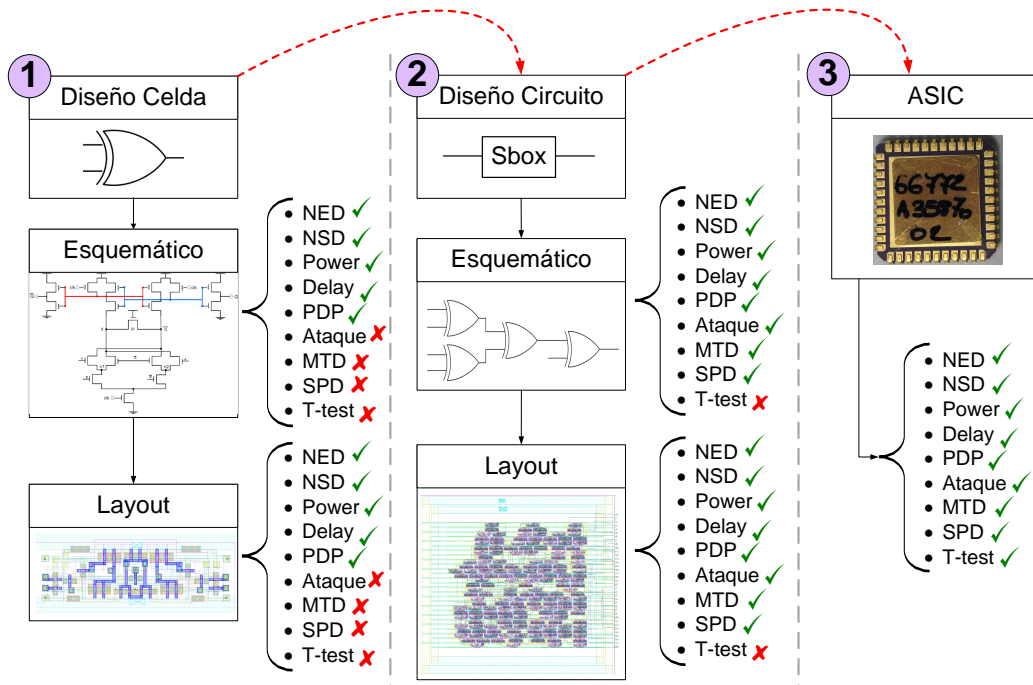 1
Diseño Celda
Esquemático
NED
NSD
Power
Delay
PDP
Ataque
MTD
SPD
T-test
Layout
NED
NSD
Power
Delay
PDP
Ataque
MTD
SPD
T-test
2
Diseño Circuito
Sbox
Esquemático
NED
NSD
Power
Delay
PDP
Ataque
MTD
SPD
T-test
Layout
NED
NSD
Power
Delay
PDP
Ataque
MTD
SPD
T-test
3
ASIC
66772
02
NED
NSD
Power
Delay
PDP
Ataque
MTD
SPD
T-test